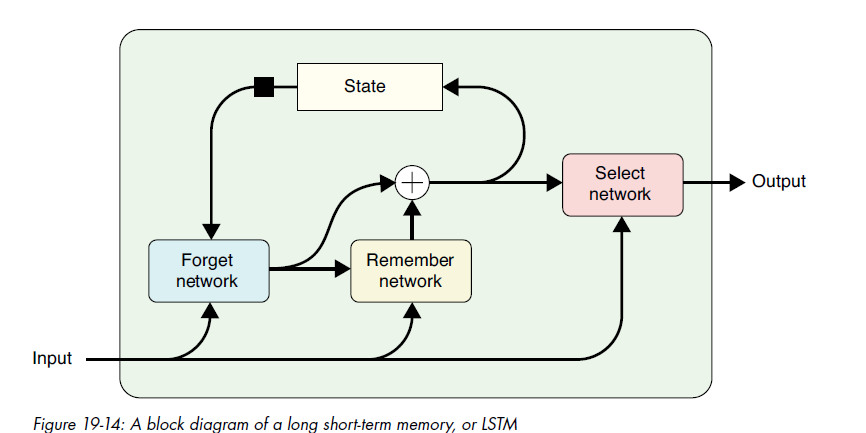 State
Select
network
Output
Forget
network
Remember
network
Input
Figure 19-14: A block diagram of a long short-term memory, or LSTM